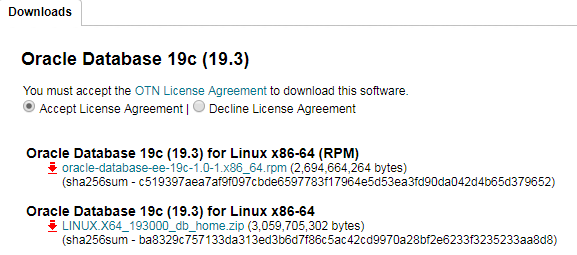 Downloads
Oracle Database 19c (19.3)
You must accept the OTN License Agreement to download this software.
Accept License Agreement | Decline License Agreement
Oracle Database 19c (19.3) for Linux x86-64 (RPM)
oracle-database-ee-19c-1.0-1.x86_64.rpm (2,694,664,264 bytes)
(sha256sum - c519397aea7af9f097cbde6597783f17964e5d53ea3fd90da042d4b65d379652)
Oracle Database 19c (19.3) for Linux x86-64
LINUX.X64_193000_db_home.zip (3,059,705,302 bytes)
(sha256sum - ba8329c757133da313ed3b6d7f86c5ac42cd9970a28bf2e6233f3235233aa8d8)